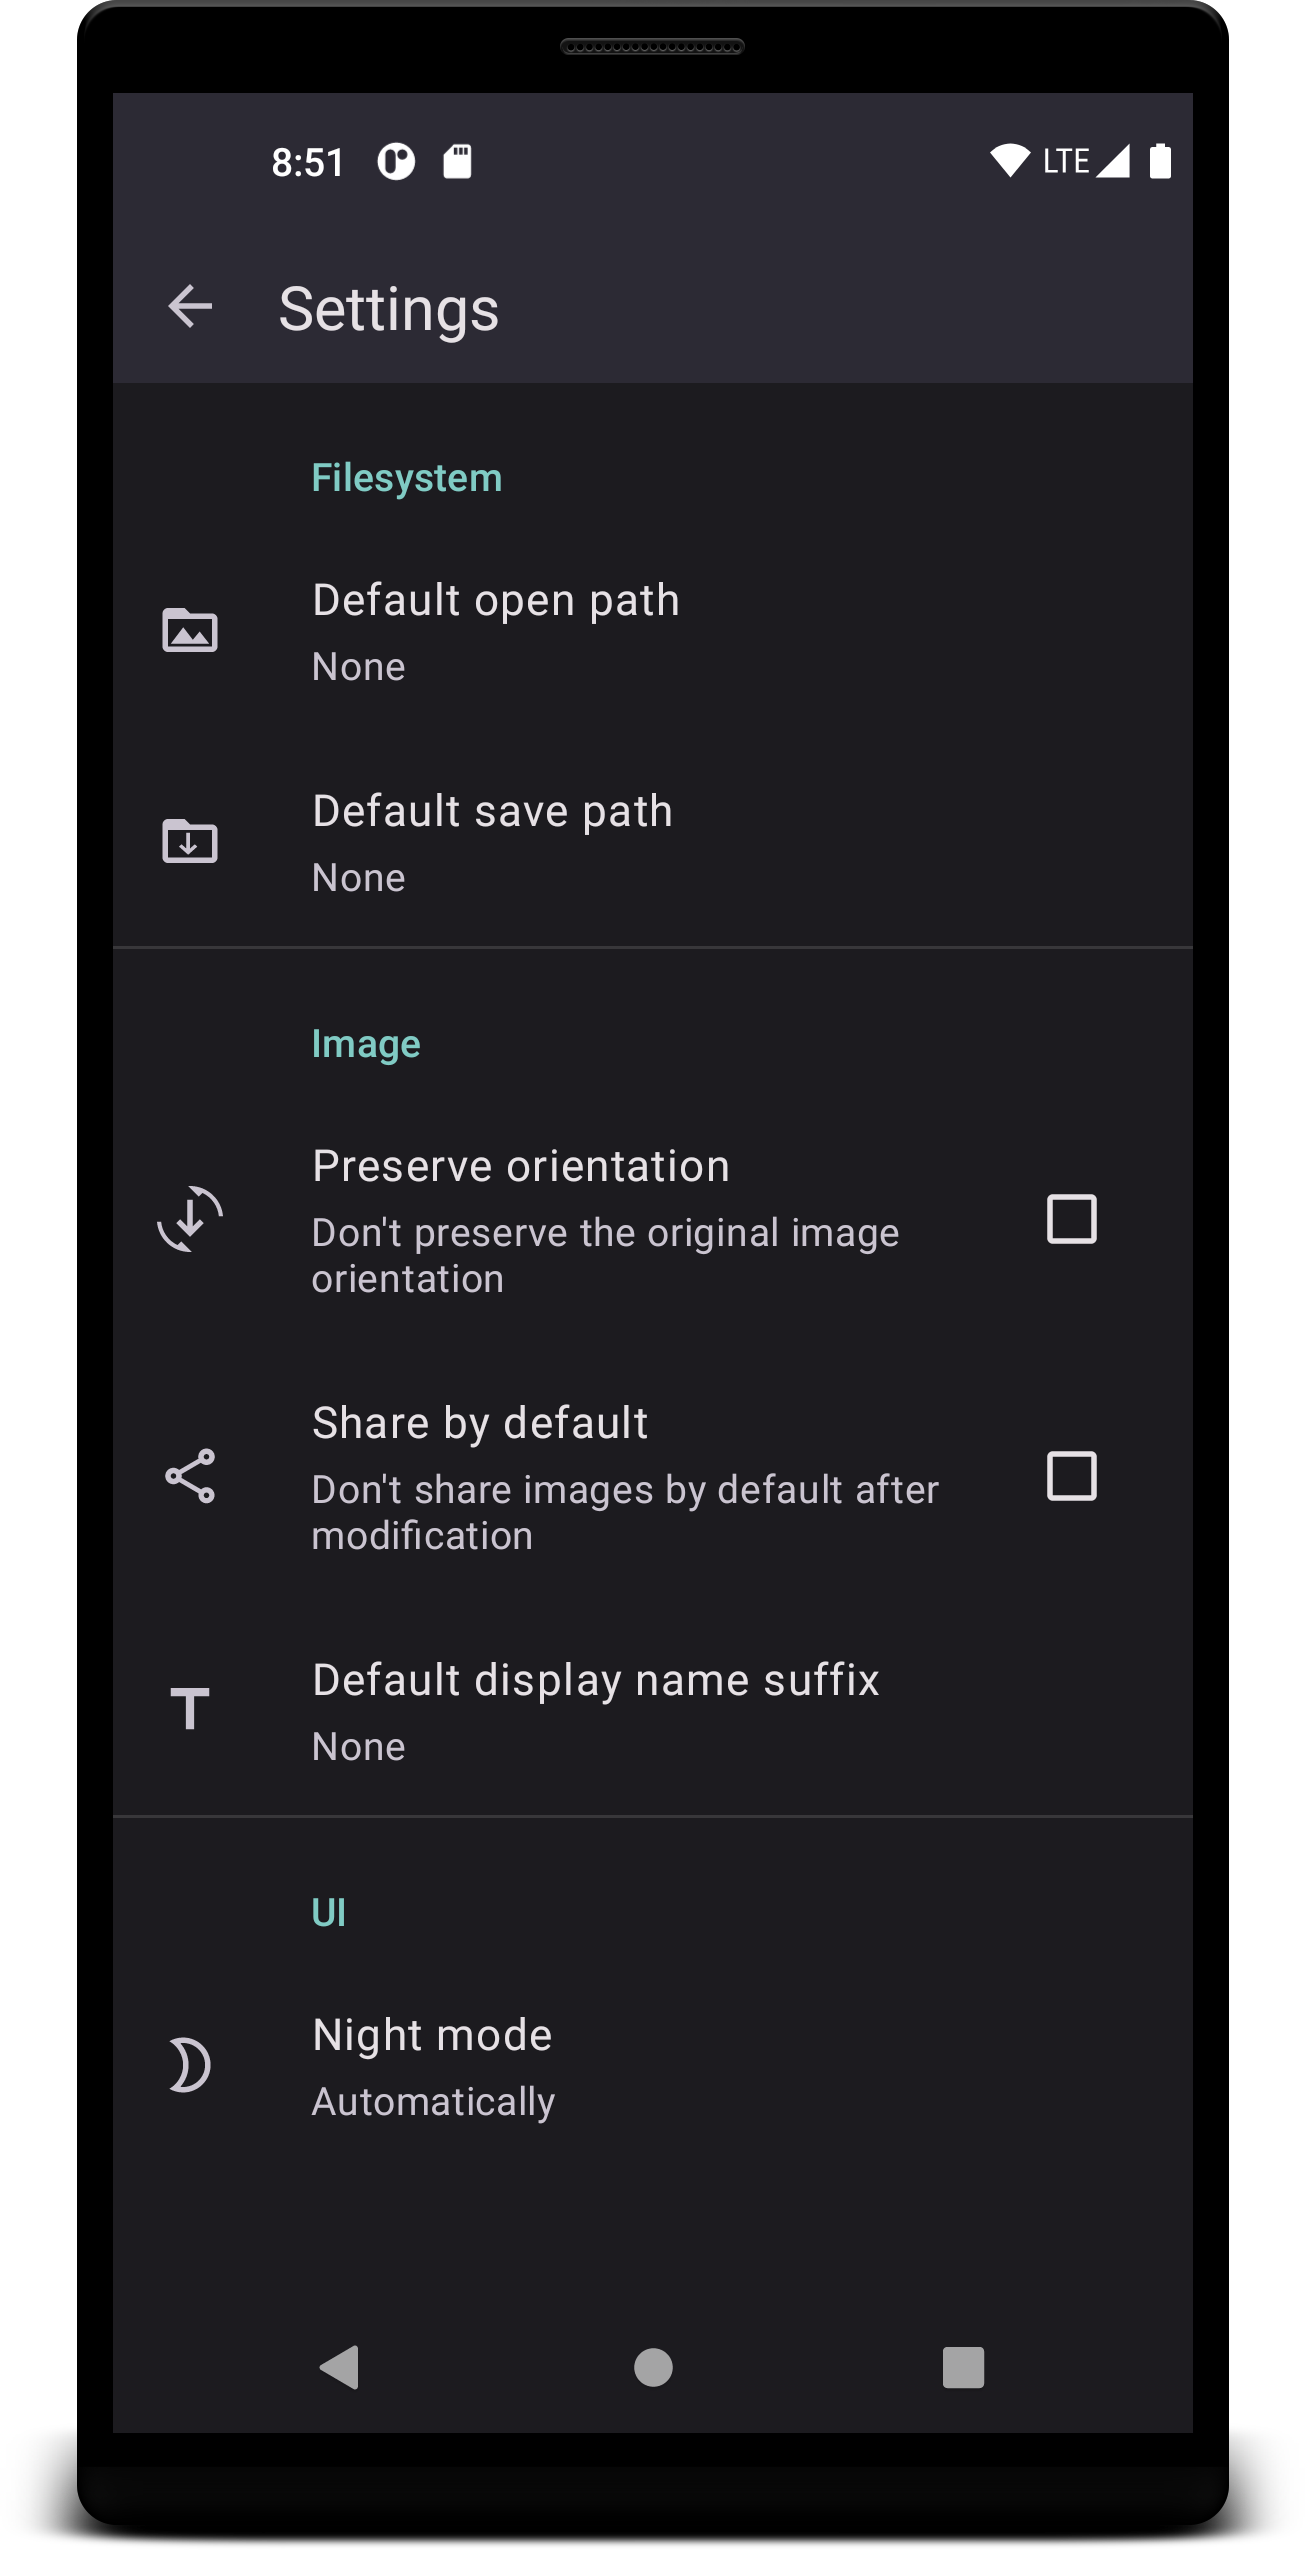 8:51 LTE
Settings
Filesystem
Default open path
None
Default save path
None
Image
Preserve orientation
Don't preserve the original image
orientation
Share by default
Don't share images by default after
modification
Default display name suffix
None
UI
Night mode
Automatically